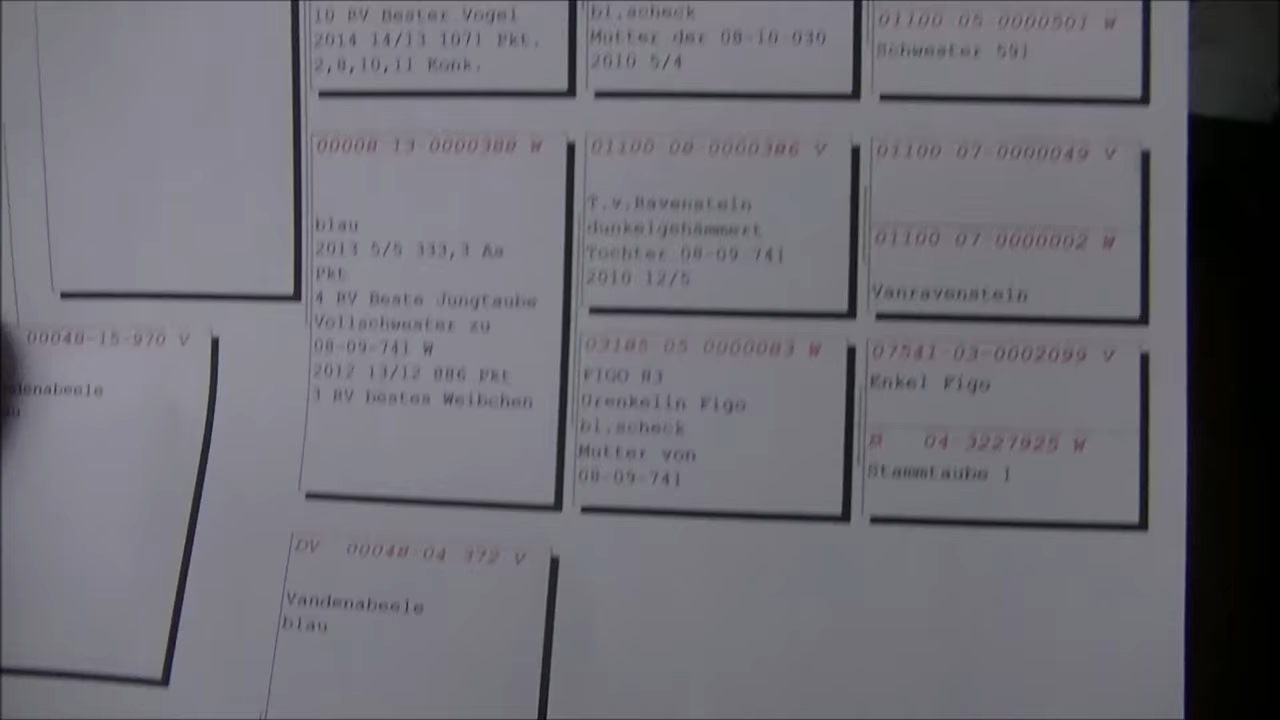 10 RV Bester Vogel
2014 14/13 1071 Pkt.
2,8,10,11 Konk.
bl.scheck
Mutter der 08-10-030
2010 5/4
01100 05 0000501 W
Schwester 591
00008 13 0000380 W
blau
2013 5/5 333,3 As
Pkt
4 RV Beste Jungtaube
Vollschwester zu
08-09-741 W
2012 13/12 886 Pkt
3 RV bestes Weibchen
01100 08-0000386 V
T.v.Ravenstein
dunkelgehämmert
Tochter 08-09 741
2010 12/5
01100 07-0000049 V
01100 07-0000002 W
Vanravenstein
03185 05 0000083 W
FIGO 83
Urenkelin Figo
bl.scheck
Mutter von
08-09-741
07541-03-0002099 V
Enkel Figo
B 04 3227925 W
Stammtaube 1
00048-15-970 V
DV 00048-04 372 V
Vandenabeele
blau